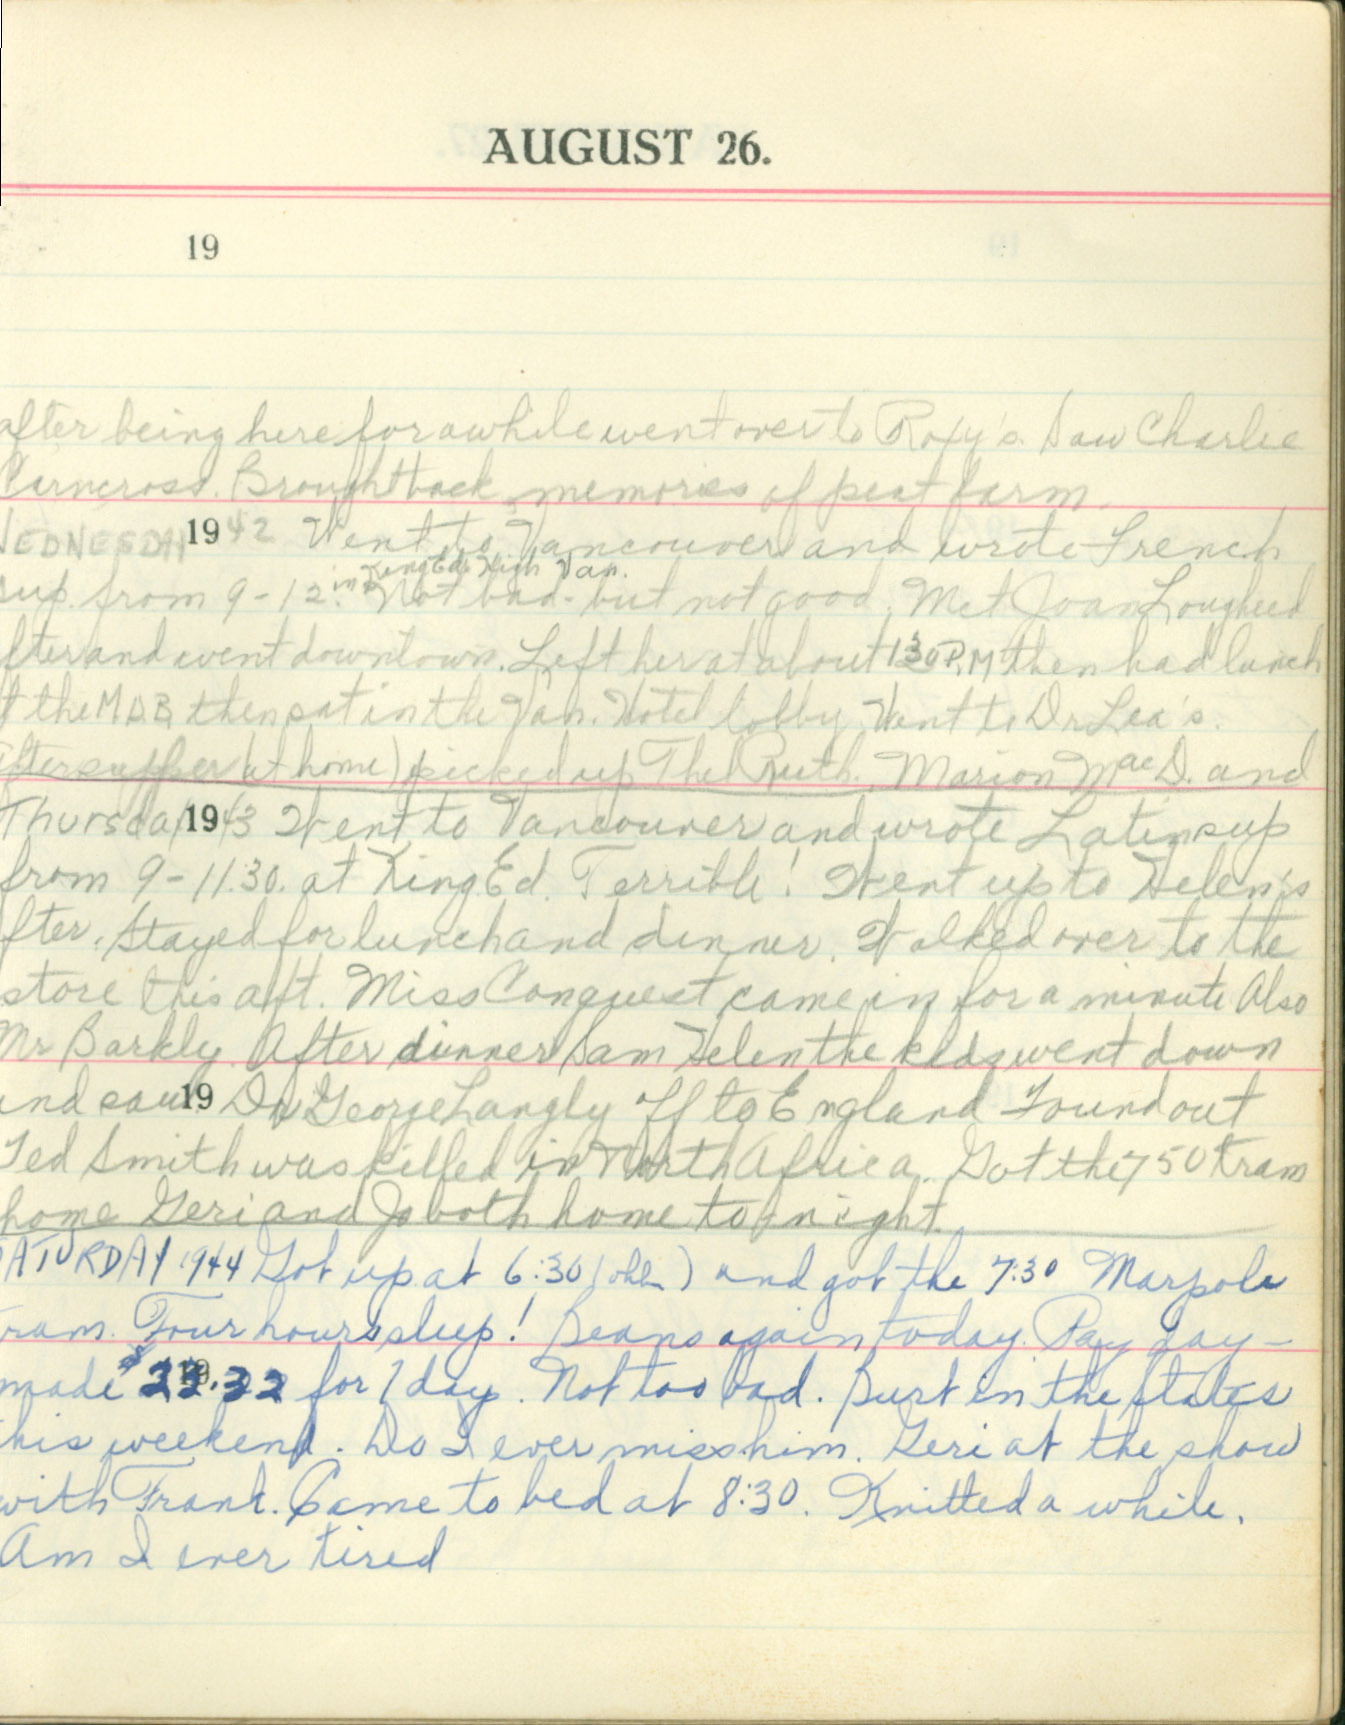 AUGUST 26.
19
after being here for awhile went over to Roxy's. Saw Charlie
Carncross. Brought back memories of peat farm.
WEDNESDAY 1942 Went to Vancouver and wrote French
in King Ed. High Van.
sup. from 9-12. Not bad - but not good. Met Joan Lougheed
after and went downtown. Left her at about 130 P.M then had lunch
at the M.D.B, then sat in the Van. Hotel lobby. Went to Dr Lea's.
After supper (at home) picked up Thel Ruth. Marion MacD. and
Thursday 1943 Went to Vancouver and wrote Latin sup
from 9-11.30. at King Ed. Terrible! Went up to Helen's
after. Stayed for lunch and dinner. Walked over to the
store this aft. Miss Conquest came in for a minute Also
Mr Barkly. After dinner Sam Helen the kids went down
and saw 19 Dr George Langly off to England Found out
Ted Smith was killed in North Africa. Got the 750 tram
home Geri and Jo both home to-night.
SATURDAY 1944 Got up at 6:30 (ohh) and got the 7:30 Marpole
tram. Four hours sleep! Beans again today. Pay day -
made $23.32 for 7 day. Not too bad. Burt in the states
this weekend. Do I ever miss him. Geri at the show
with Frank. Came to bed at 8:30. Knitted a while.
Am I ever tired